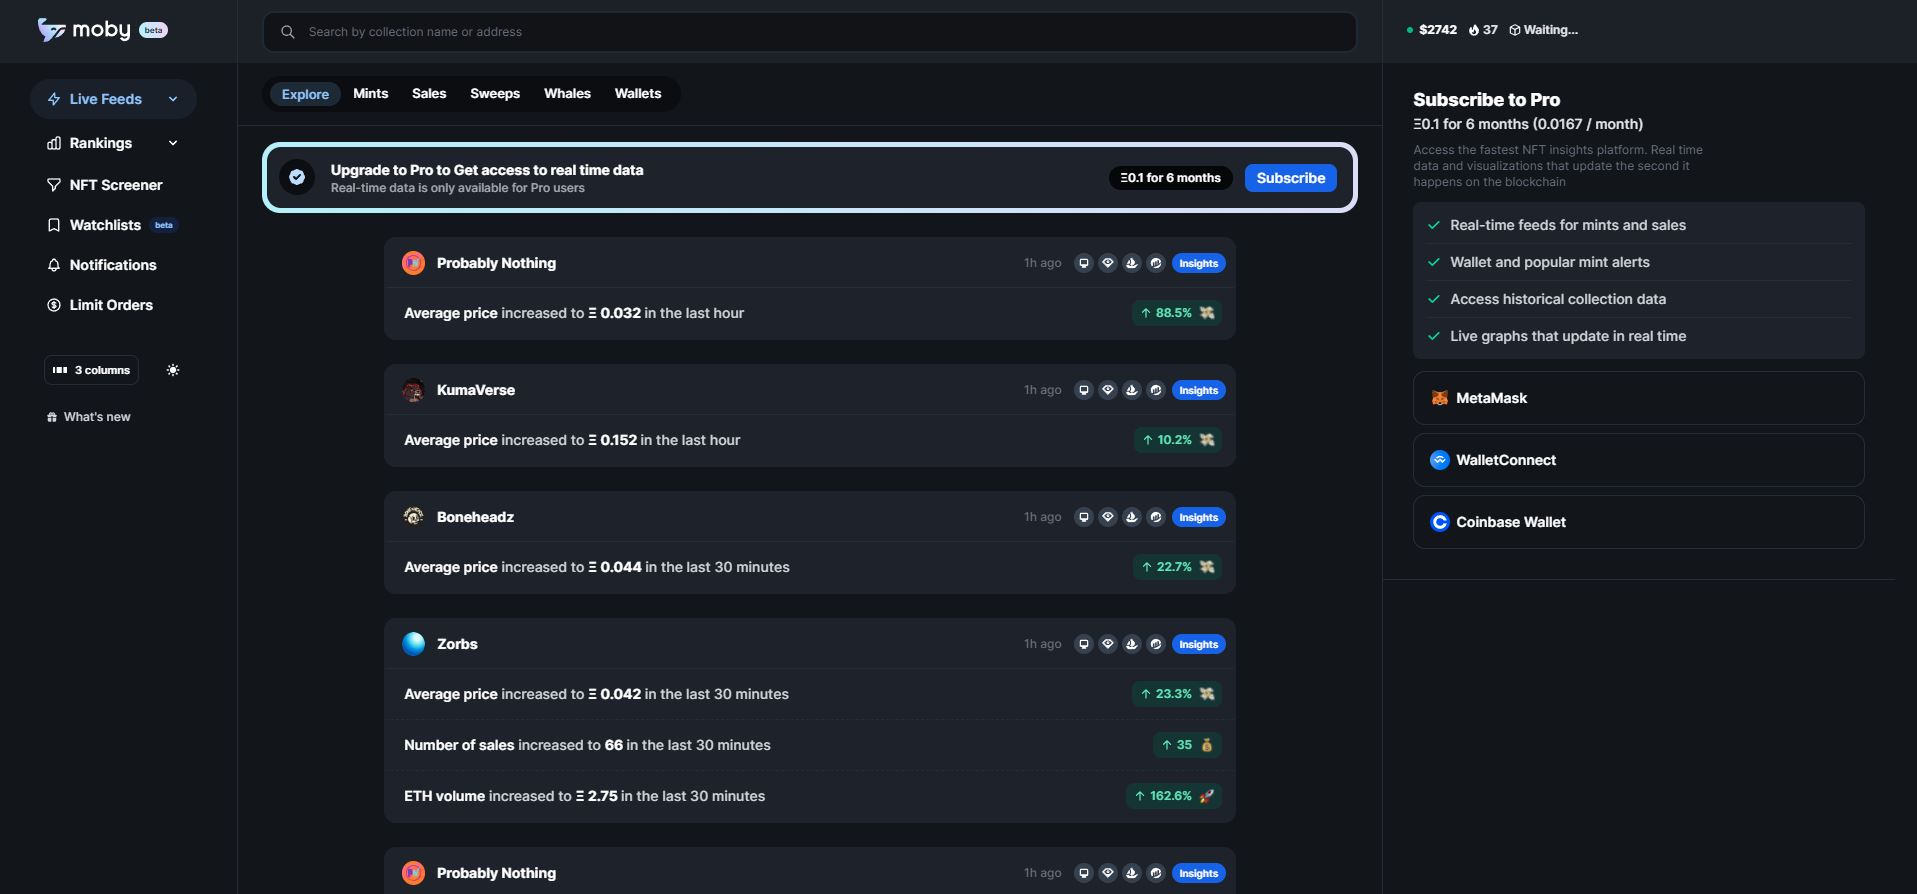 moby beta
Search by collection name or address
$2742 37 Waiting...
Live Feeds
Rankings
NFT Screener
Watchlists beta
Notifications
Limit Orders
3 columns
What's new
Explore Mints Sales Sweeps Whales Wallets
Upgrade to Pro to Get access to real time data
Real-time data is only available for Pro users
Ξ0.1 for 6 months Subscribe
Probably Nothing 1h ago Insights
Average price increased to Ξ 0.032 in the last hour ↑ 88.5%
KumaVerse 1h ago Insights
Average price increased to Ξ 0.152 in the last hour ↑ 10.2%
Boneheadz 1h ago Insights
Average price increased to Ξ 0.044 in the last 30 minutes ↑ 22.7%
Zorbs 1h ago Insights
Average price increased to Ξ 0.042 in the last 30 minutes ↑ 23.3%
Number of sales increased to 66 in the last 30 minutes ↑ 35
ETH volume increased to Ξ 2.75 in the last 30 minutes ↑ 162.6%
Probably Nothing 1h ago Insights
Subscribe to Pro
Ξ0.1 for 6 months (0.0167 / month)
Access the fastest NFT insights platform. Real time
data and visualizations that update the second it
happens on the blockchain
Real-time feeds for mints and sales
Wallet and popular mint alerts
Access historical collection data
Live graphs that update in real time
MetaMask
WalletConnect
Coinbase Wallet